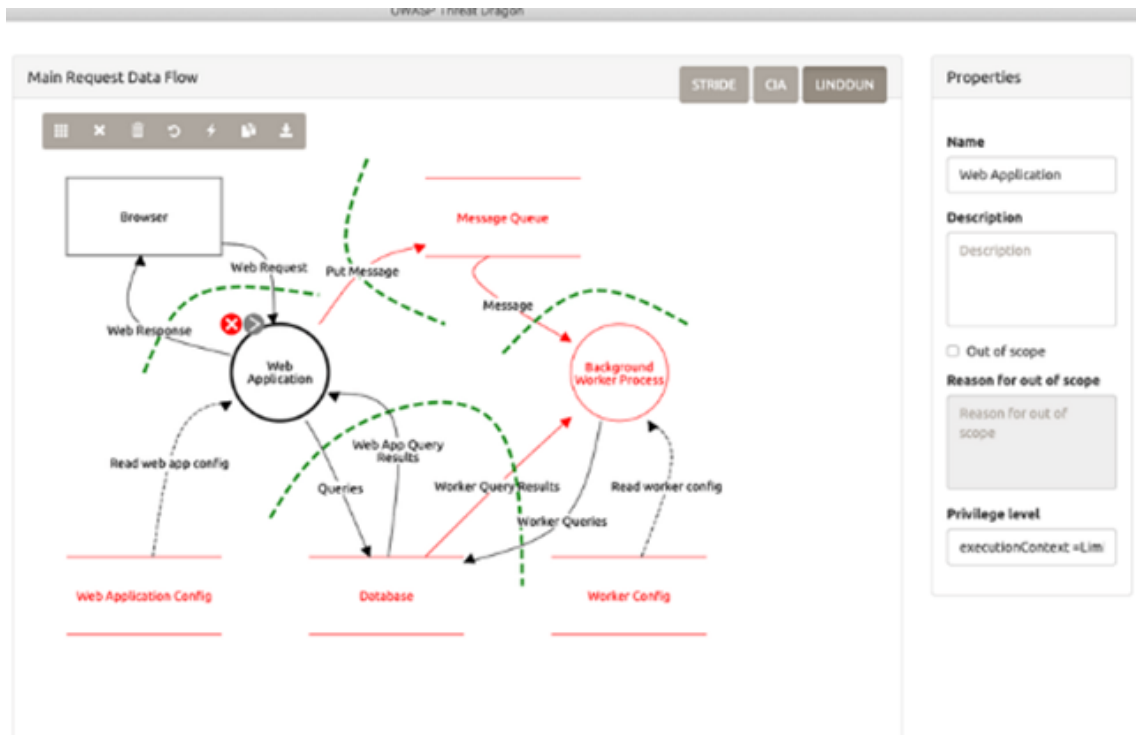 OWASP Threat Dragon
Main Request Data Flow
STRIDE
CIA
LINDDUN
Properties
Name
Web Application
Description
Description
Out of scope
Reason for out of scope
Reason for out of
scope
Privilege level
executionContext =Lim
Browser
Message Queue
Web Request
Put Message
Message
Web Response
Web
Application
Background
Worker Process
Read web app config
Web App Query
Results
Queries
Worker Query Results
Read worker config
Worker Queries
Web Application Config
Database
Worker Config